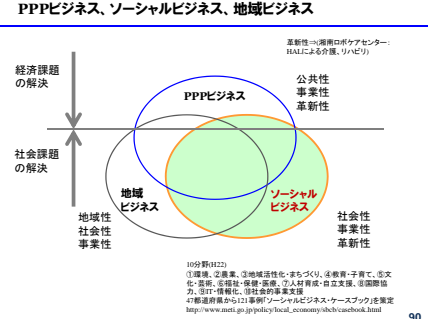 PPPビジネス、ソーシャルビジネス、地域ビジネス
革新性⇒(湘南ロボケアセンター:
HALによる介護、リハビリ)
経済課題
の解決
公共性
事業性
革新性
PPPビジネス
社会課題
の解決
地域
ビジネス
ソーシャル
ビジネス
地域性
社会性
事業性
社会性
事業性
革新性
10分野(H22)
①環境、②農業、③地域活性化・まちづくり、④教育・子育て、⑤文
化・芸術、⑥福祉・保健・医療、⑦人材育成・自立支援、⑧国際協
力、⑨IT・情報化、⑩社会的事業支援
47都道府県から121事例「ソーシャルビジネス・ケースブック」を策定
http://www.meti.go.jp/policy/local_economy/sbcb/casebook.html
90